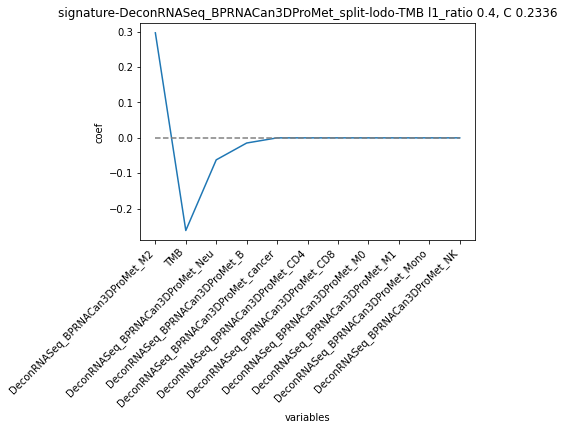 signature-DeconRNASeq_BPRNACan3DProMet_split-lodo-TMB l1_ratio 0.4, C 0.2336
0.3
0.2
0.1
0.0
−0.1
−0.2
coef
DeconRNASeq_BPRNACan3DProMet_M2
TMB
DeconRNASeq_BPRNACan3DProMet_Neu
DeconRNASeq_BPRNACan3DProMet_B
DeconRNASeq_BPRNACan3DProMet_cancer
DeconRNASeq_BPRNACan3DProMet_CD4
DeconRNASeq_BPRNACan3DProMet_CD8
DeconRNASeq_BPRNACan3DProMet_M0
DeconRNASeq_BPRNACan3DProMet_M1
DeconRNASeq_BPRNACan3DProMet_Mono
DeconRNASeq_BPRNACan3DProMet_NK
variables